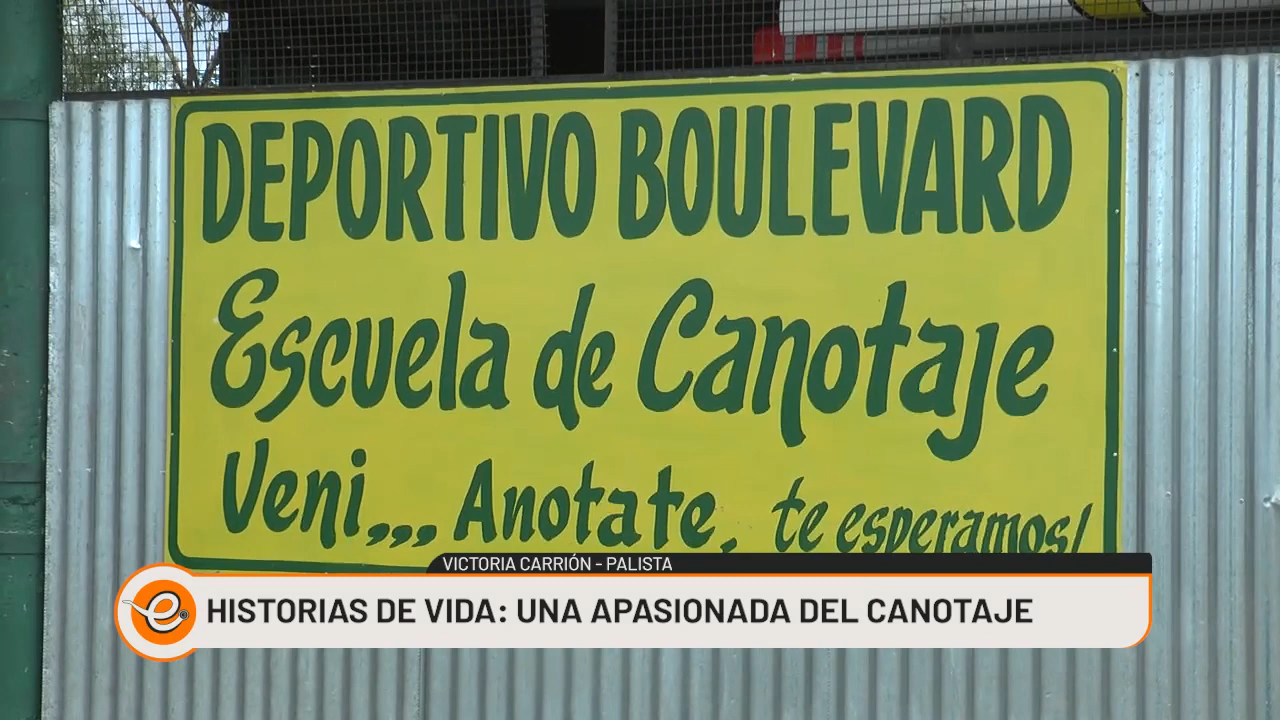 DEPORTIVO BOULEVARD
Escuela de Canotaje
Veni... Anotate, te esperamos!
VICTORIA CARRIÓN - PALISTA
e HISTORIAS DE VIDA: UNA APASIONADA DEL CANOTAJE